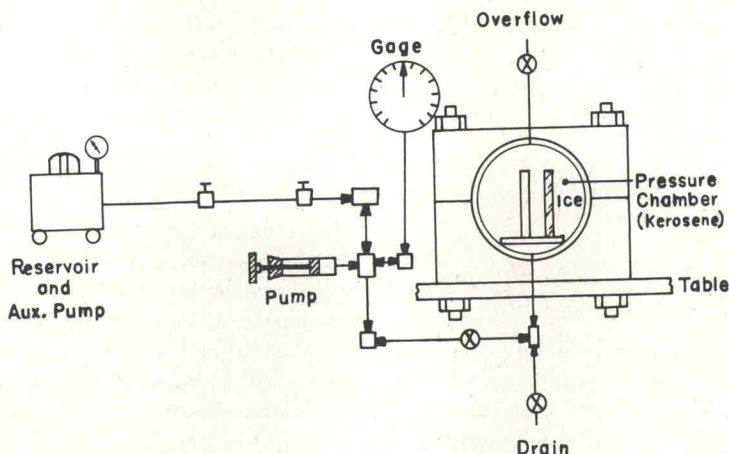 Overflow
Gage
Ice
Pressure
Chamber
(Kerosene)
Reservoir
and
Aux. Pump
Pump
Table
Drain